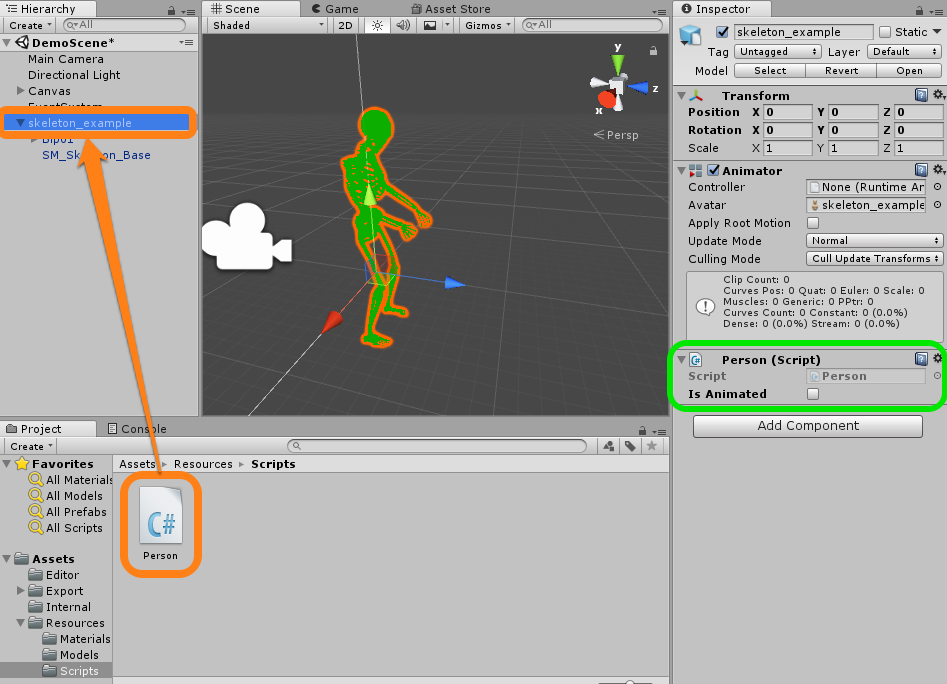 Hierarchy
Create
All
DemoScene*
Main Camera
Directional Light
Canvas
skeleton_example
SM_Skeleton_Base
Scene
Game
Asset Store
Shaded
2D
Gizmos
All
y
z
x
Persp
Inspector
skeleton_example
Static
Tag
Untagged
Layer
Default
Model
Select
Revert
Open
Transform
Position X 0 Y 0 Z 0
Rotation X 0 Y 0 Z 0
Scale X 1 Y 1 Z 1
Animator
Controller
None (Runtime Ar
Avatar
skeleton_example
Apply Root Motion
Update Mode
Normal
Culling Mode
Cull Update Transforms
Clip Count: 0
Curves Pos: 0 Quat: 0 Euler: 0 Scale: 0
Muscles: 0 Generic: 0 PPtr: 0
Curves Count: 0 Constant: 0 (0.0%)
Dense: 0 (0.0%) Stream: 0 (0.0%)
C#
Person (Script)
Script
Person
Is Animated
Add Component
Project
Console
Create
Favorites
All Materials
All Models
All Prefabs
All Scripts
Assets
Editor
Export
Internal
Resources
Materials
Models
Scripts
Assets
Resources
Scripts
C#
Person